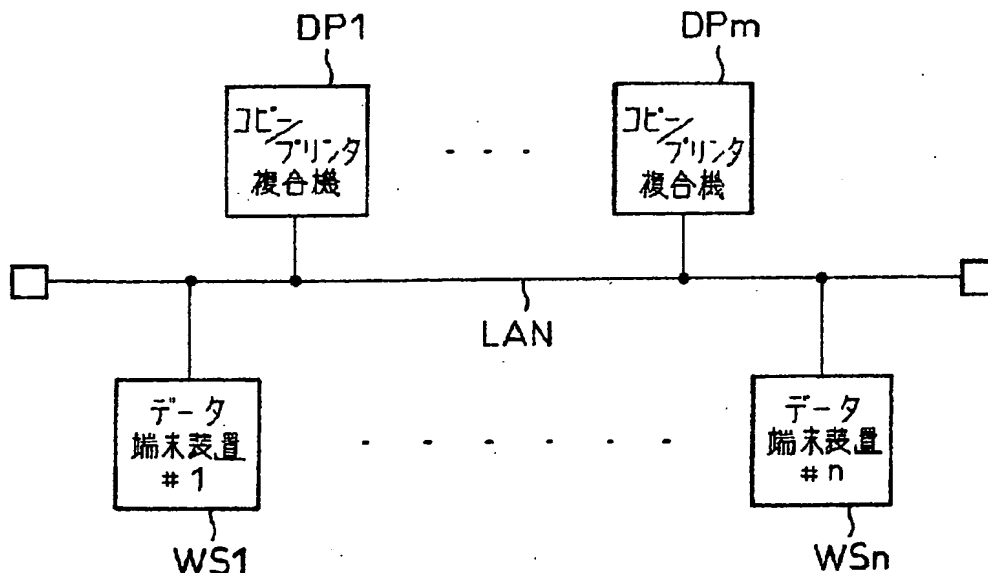 DP1
DPm
コピー/
プリンタ
複合機
コピー/
プリンタ
複合機
LAN
データ
端末装置
#1
データ
端末装置
#n
WS1
WSn